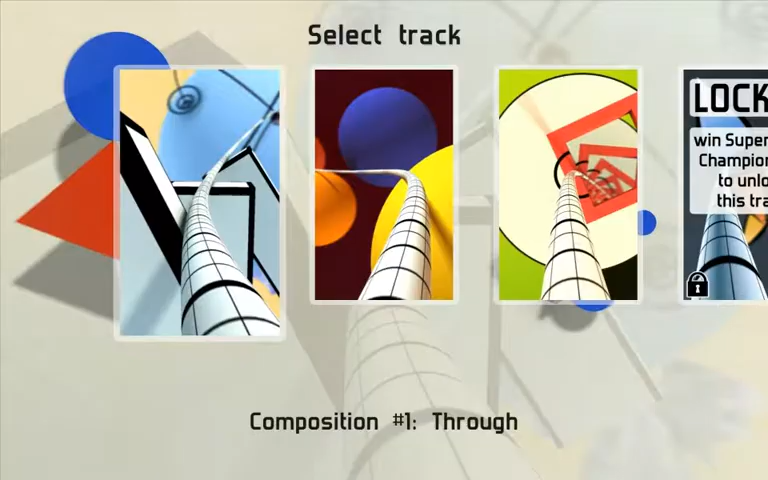 Select track
LOCK
win Super
Champion
to unlo
this tra
Composition #1: Through